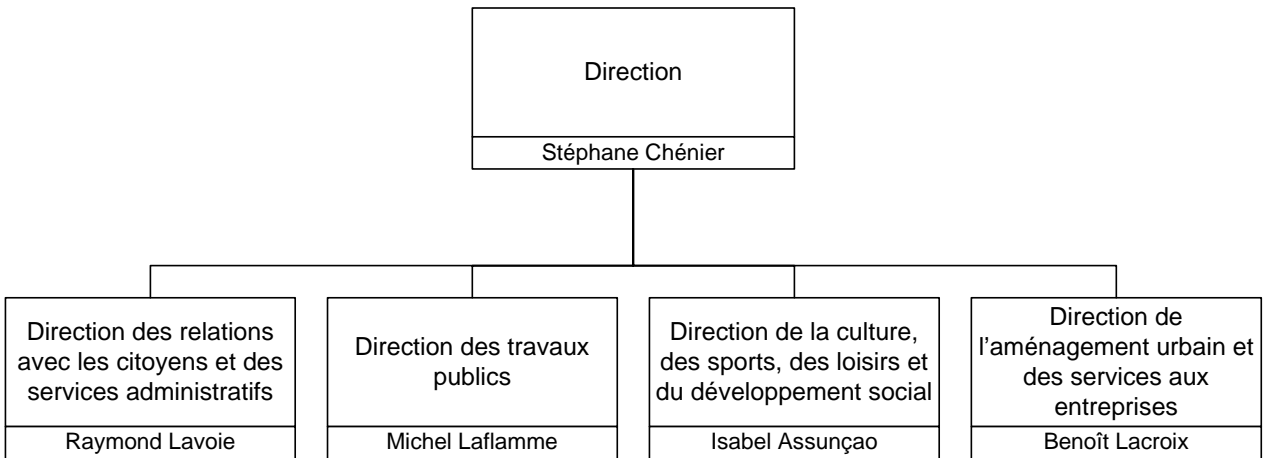 Direction
Stéphane Chénier
Direction des relations
avec les citoyens et des
services administratifs
Raymond Lavoie
Direction des travaux
publics
Michel Laflamme
Direction de la culture,
des sports, des loisirs et
du développement social
Isabel Assunçao
Direction de
l’aménagement urbain et
des services aux
entreprises
Benoît Lacroix